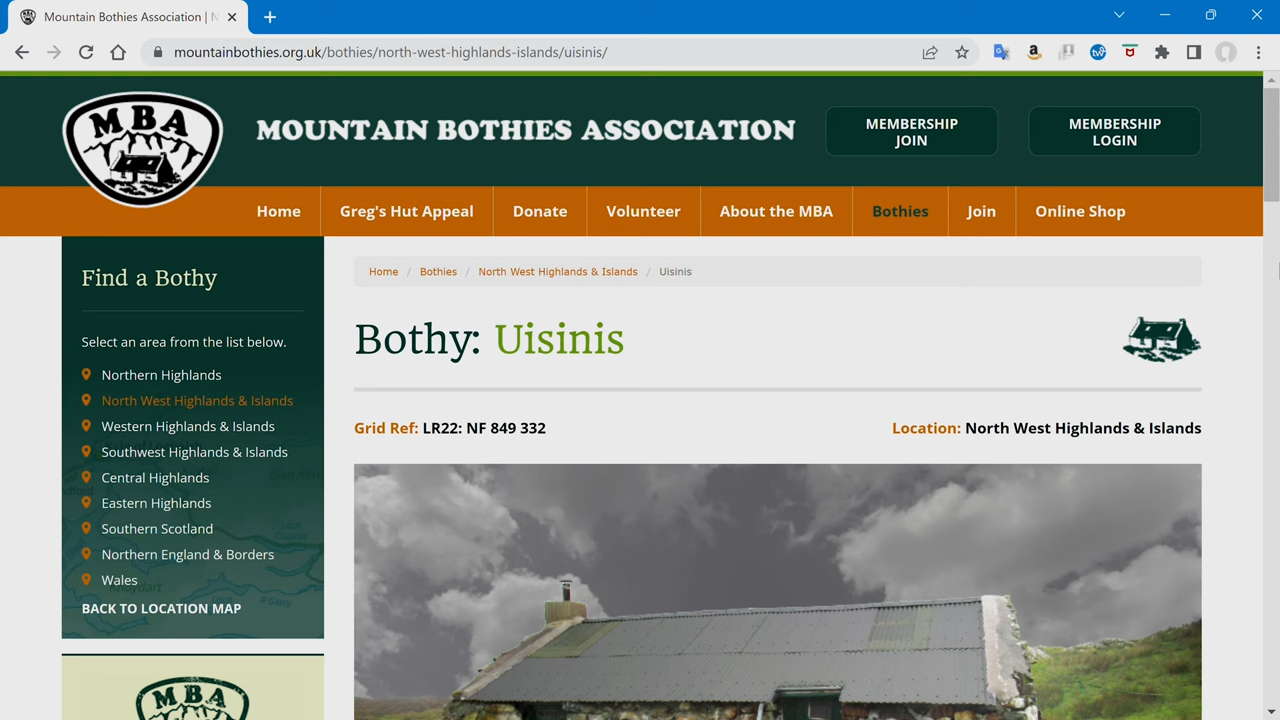 Mountain Bothies Association | N
mountainbothies.org.uk/bothies/north-west-highlands-islands/uisinis/
MBA
MOUNTAIN BOTHIES ASSOCIATION
MEMBERSHIP
JOIN
MEMBERSHIP
LOGIN
Home
Greg's Hut Appeal
Donate
Volunteer
About the MBA
Bothies
Join
Online Shop
Find a Bothy
Select an area from the list below.
Northern Highlands
North West Highlands & Islands
Western Highlands & Islands
Southwest Highlands & Islands
Central Highlands
Eastern Highlands
Southern Scotland
Northern England & Borders
Wales
BACK TO LOCATION MAP
MBA
Home / Bothies / North West Highlands & Islands / Uisinis
Bothy: Uisinis
Grid Ref: LR22: NF 849 332
Location: North West Highlands & Islands